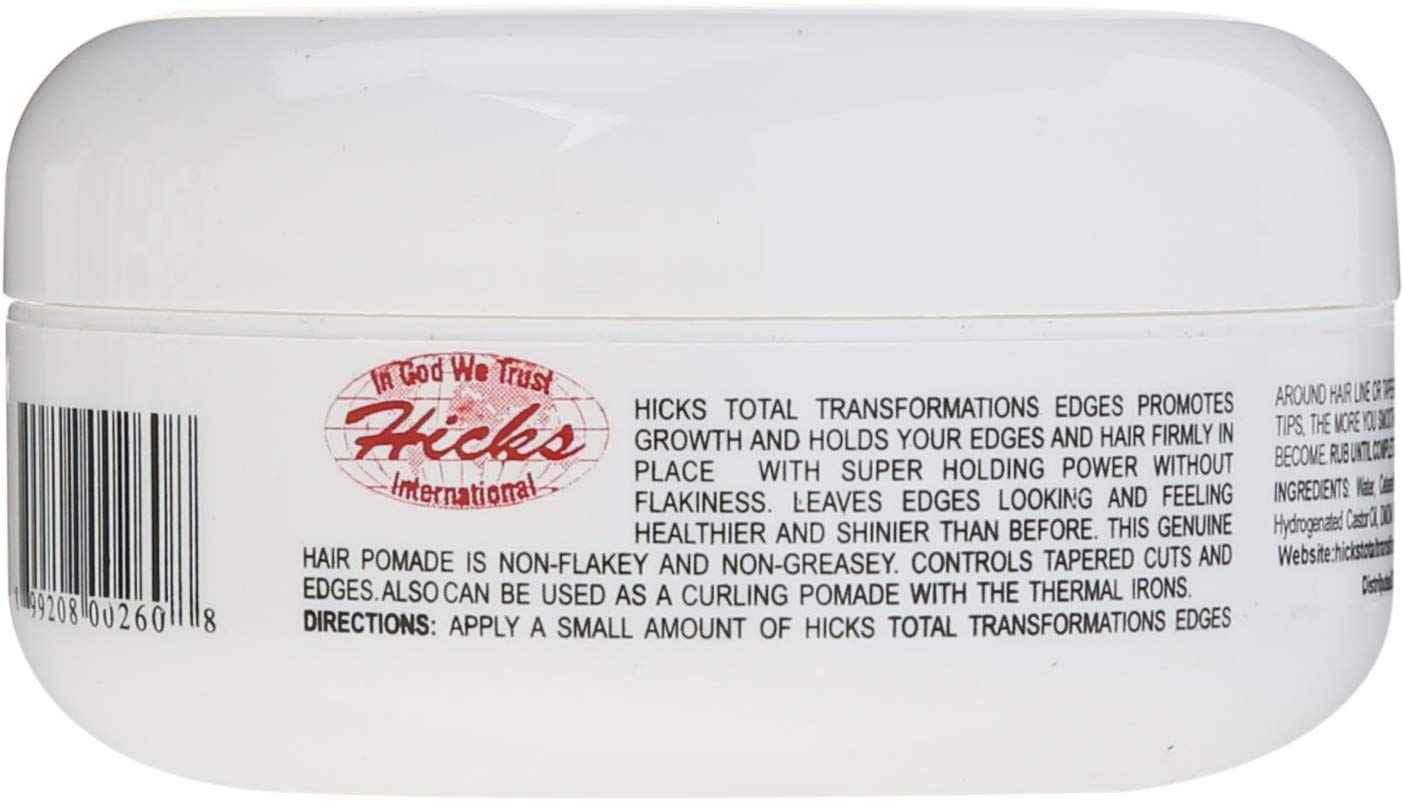 In God We Trust
Hicks
International
HICKS TOTAL TRANSFORMATIONS EDGES PROMOTES
GROWTH AND HOLDS YOUR EDGES AND HAIR FIRMLY IN
PLACE WITH SUPER HOLDING POWER WITHOUT
FLAKINESS. LEAVES EDGES LOOKING AND FEELING
HEALTHIER AND SHINIER THAN BEFORE. THIS GENUINE
HAIR POMADE IS NON-FLAKEY AND NON-GREASEY. CONTROLS TAPERED CUTS AND
EDGES. ALSO CAN BE USED AS A CURLING POMADE WITH THE THERMAL IRONS.
DIRECTIONS: APPLY A SMALL AMOUNT OF HICKS TOTAL TRANSFORMATIONS EDGES
AROUND HAIR LINE OR
TIPS, THE MORE YOU
BECOME. RUB UNTIL
INGREDIENTS: Water,
Hydrogenated Castor Oil,
Website:
99208 00260 8